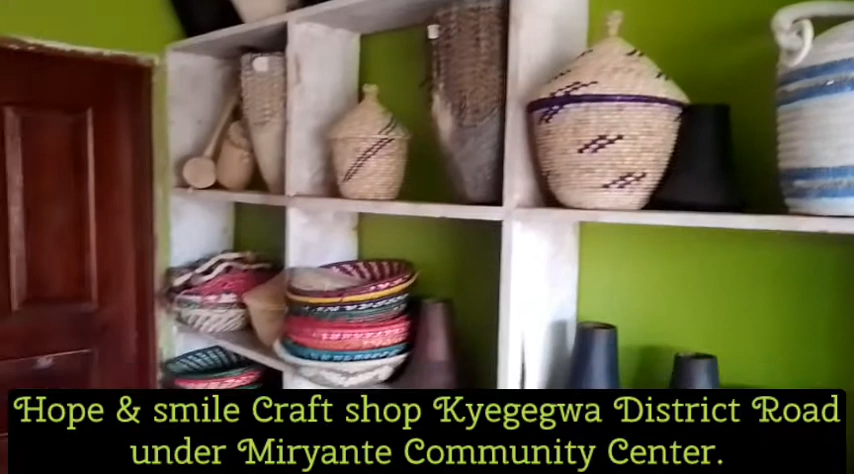 Hope & smile Craft shop Kyegegwa District Road
under Miryante Community Center.